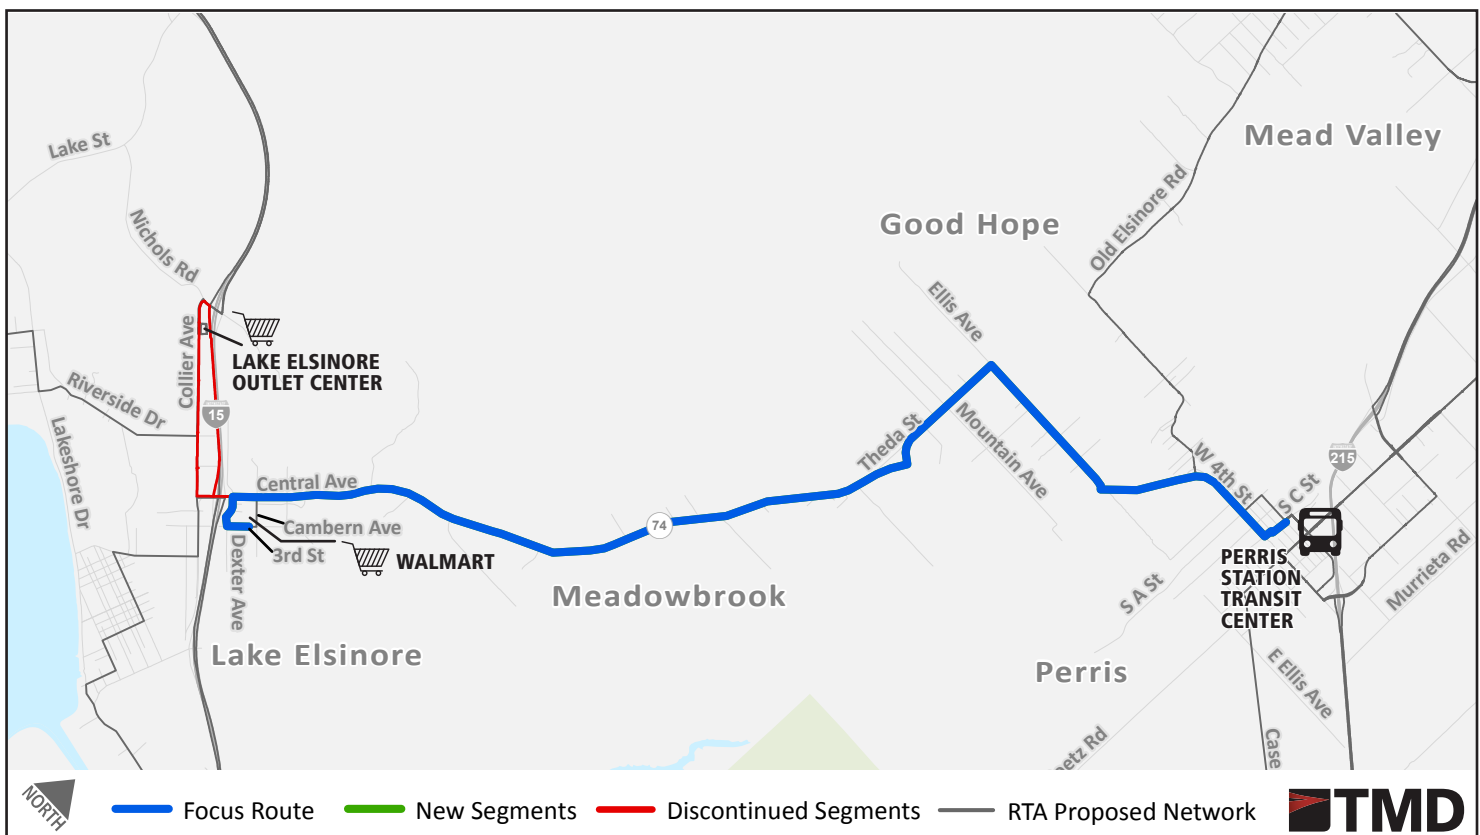 Lake St
Mead Valley
Old Elsinore Rd
Nichols Rd
Good Hope
Ellis Ave
Collier Ave
LAKE ELSINORE
OUTLET CENTER
Riverside Dr
15
Lakeshore Dr
Theda St
Mountain Ave
W 4th St
S C St
215
Central Ave
Cambern Ave
3rd St
WALMART
Dexter Ave
74
Meadowbrook
PERRIS
STATION
TRANSIT
CENTER
Murrieta Rd
S A St
Lake Elsinore
Perris
E Ellis Ave
etz Rd
Case
NORTH
Focus Route
New Segments
Discontinued Segments
RTA Proposed Network
TMD